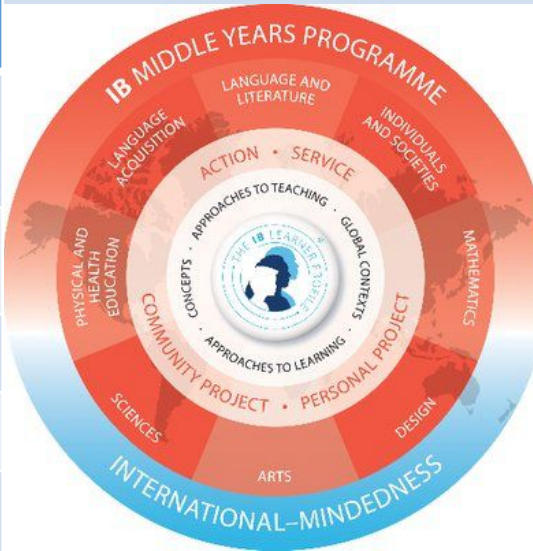 IB MIDDLE YEARS PROGRAMME
LANGUAGE AND
LITERATURE
INDIVIDUALS
AND SOCIETIES
MATHEMATICS
DESIGN
ARTS
SCIENCES
PHYSICAL AND
HEALTH
EDUCATION
LANGUAGE
ACQUISITION
ACTION • SERVICE
COMMUNITY PROJECT • PERSONAL PROJECT
APPROACHES TO TEACHING · GLOBAL CONTEXTS ·
APPROACHES TO LEARNING · CONCEPTS ·
THE IB LEARNER PROFILE
INTERNATIONAL–MINDEDNESS